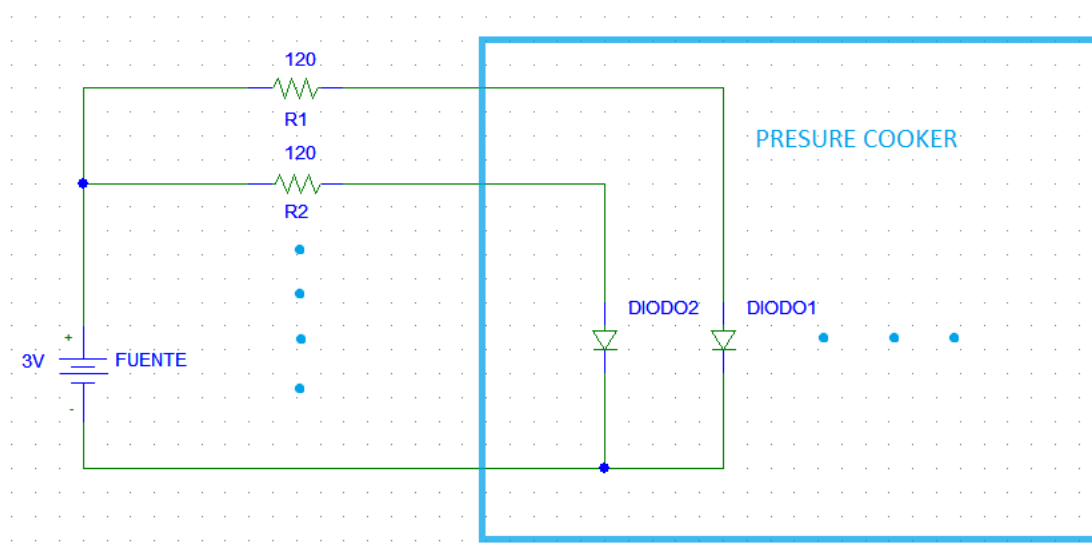 120
R1
PRESURE COOKER
120
R2
DIODO2
DIODO1
+
3V
FUENTE
-